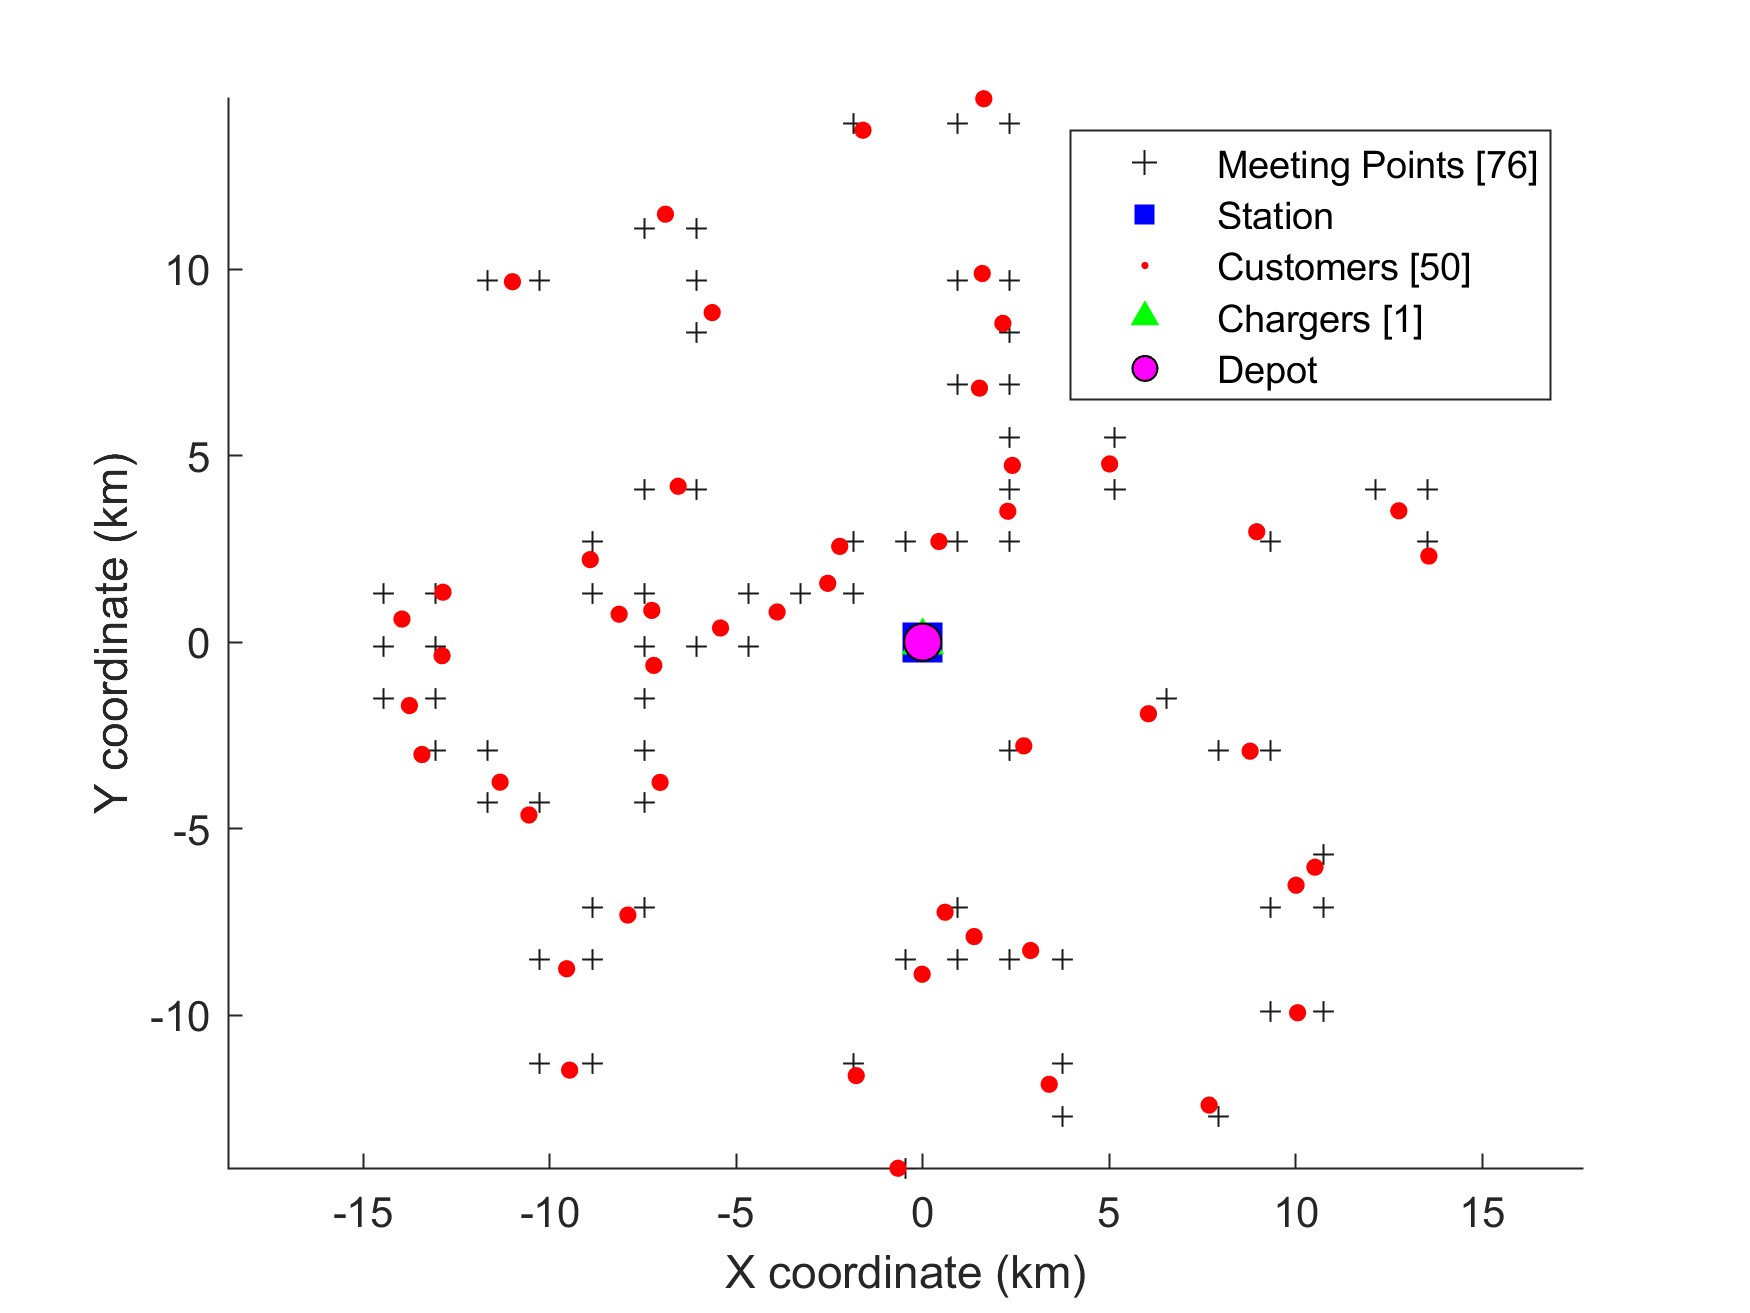 Meeting Points [76]
Station
Customers [50]
Chargers [1]
Depot
10
5
0
-5
-10
Y coordinate (km)
-15 -10 -5 0 5 10 15
X coordinate (km)